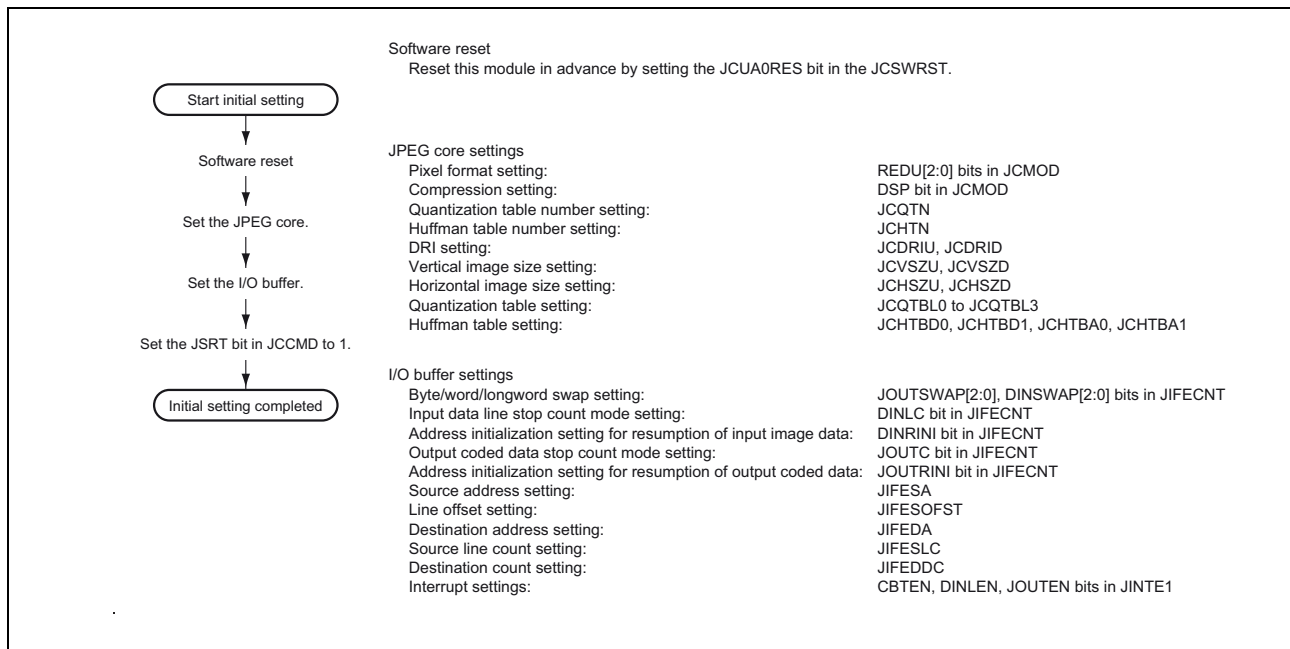 Software reset
Reset this module in advance by setting the JCUA0RES bit in the JCSWRST.
Start initial setting
Software reset
Set the JPEG core.
Set the I/O buffer.
Set the JSRT bit in JCCMD to 1.
Initial setting completed
JPEG core settings
Pixel format setting: REDU[2:0] bits in JCMOD
Compression setting: DSP bit in JCMOD
Quantization table number setting: JCQTN
Huffman table number setting: JCHTN
DRI setting: JCDRIU, JCDRID
Vertical image size setting: JCVSZU, JCVSZD
Horizontal image size setting: JCHSZU, JCHSZD
Quantization table setting: JCQTBL0 to JCQTBL3
Huffman table setting: JCHTBD0, JCHTBD1, JCHTBA0, JCHTBA1
I/O buffer settings
Byte/word/longword swap setting: JOUTSWAP[2:0], DINSWAP[2:0] bits in JIFECNT
Input data line stop count mode setting: DINLC bit in JIFECNT
Address initialization setting for resumption of input image data: DINRINI bit in JIFECNT
Output coded data stop count mode setting: JOUTC bit in JIFECNT
Address initialization setting for resumption of output coded data: JOUTRINI bit in JIFECNT
Source address setting: JIFESA
Line offset setting: JIFESOFST
Destination address setting: JIFEDA
Source line count setting: JIFESLC
Destination count setting: JIFEDDC
Interrupt settings: CBTEN, DINLEN, JOUTEN bits in JINTE1